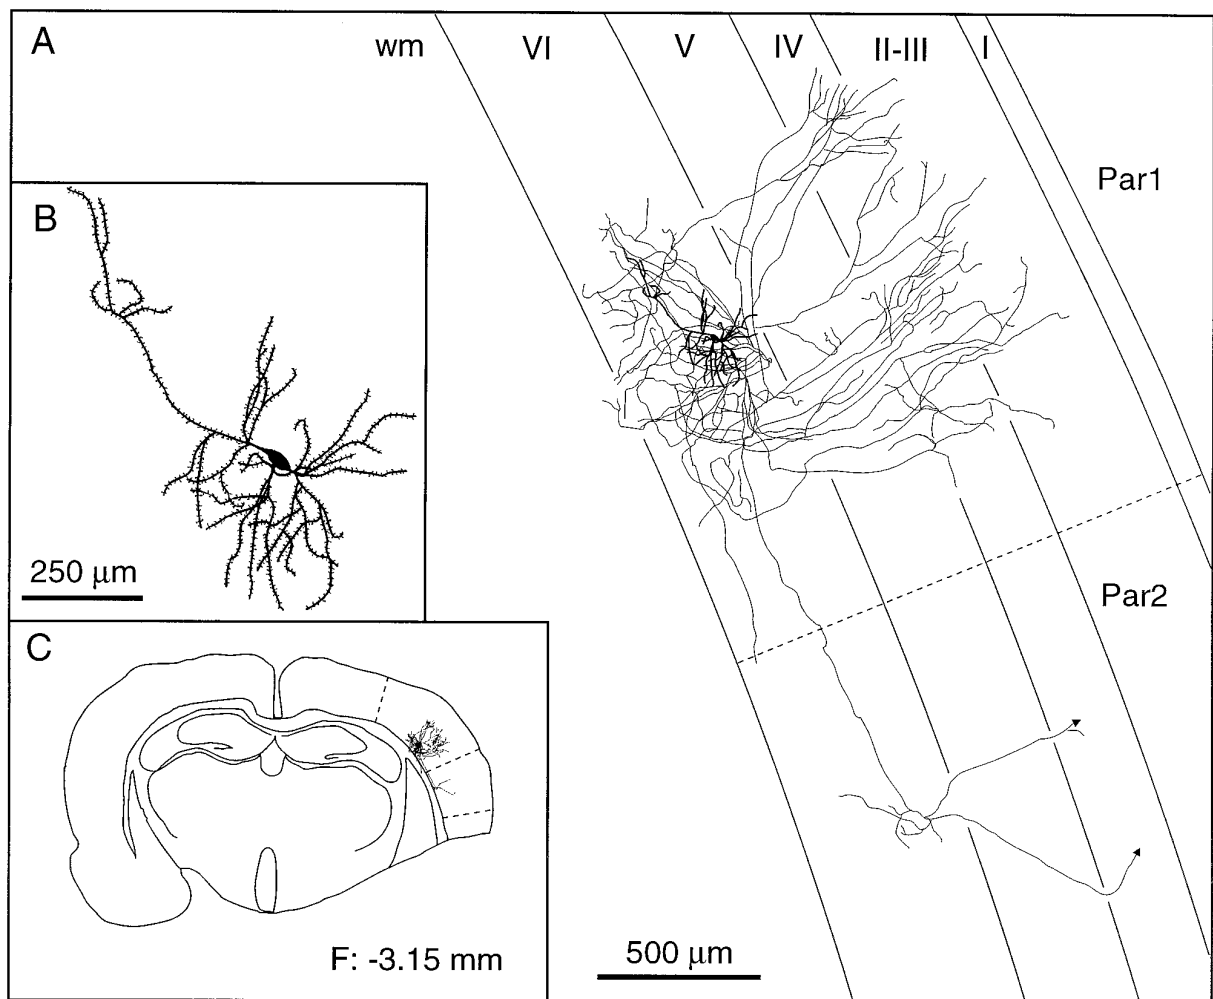 A
wm VI V IV II-III I
Par1
B
250 μm
Par2
C
F: -3.15 mm
500 μm